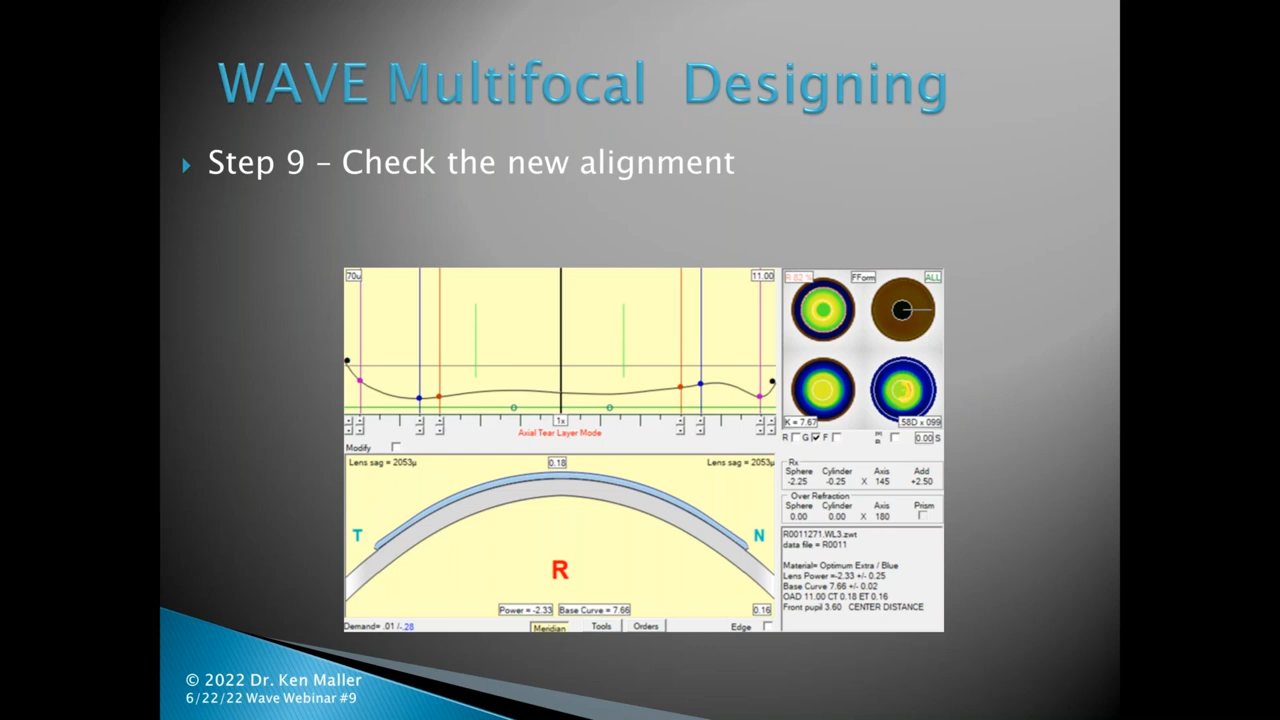 WAVE Multifocal Designing
Step 9 – Check the new alignment
70u
11.00
1x
Axial Tear Layer Mode
Modify
Lens sag = 2053µ
0.18
Lens sag = 2053µ
T
N
R
Power = -2.33
Base Curve = 7.66
0.16
Demand= .01 /-.28
Meridian
Tools
Orders
Edge
R 82 %
FForm
ALL
K = 7.67
.58D x 099
R G F
0.00 S
Rx
Sphere Cylinder Axis Add
-2.25 -0.25 X 145 +2.50
Over Refraction
Sphere Cylinder Axis Prism
0.00 0.00 X 180
R0011271.WL3.zwt
data file = R0011
Material= Optimum Extra / Blue
Lens Power =-2.33 +/- 0.25
Base Curve 7.66 +/- 0.02
OAD 11.00 CT 0.18 ET 0.16
Front pupil 3.60 CENTER DISTANCE
© 2022 Dr. Ken Maller
6/22/22 Wave Webinar #9